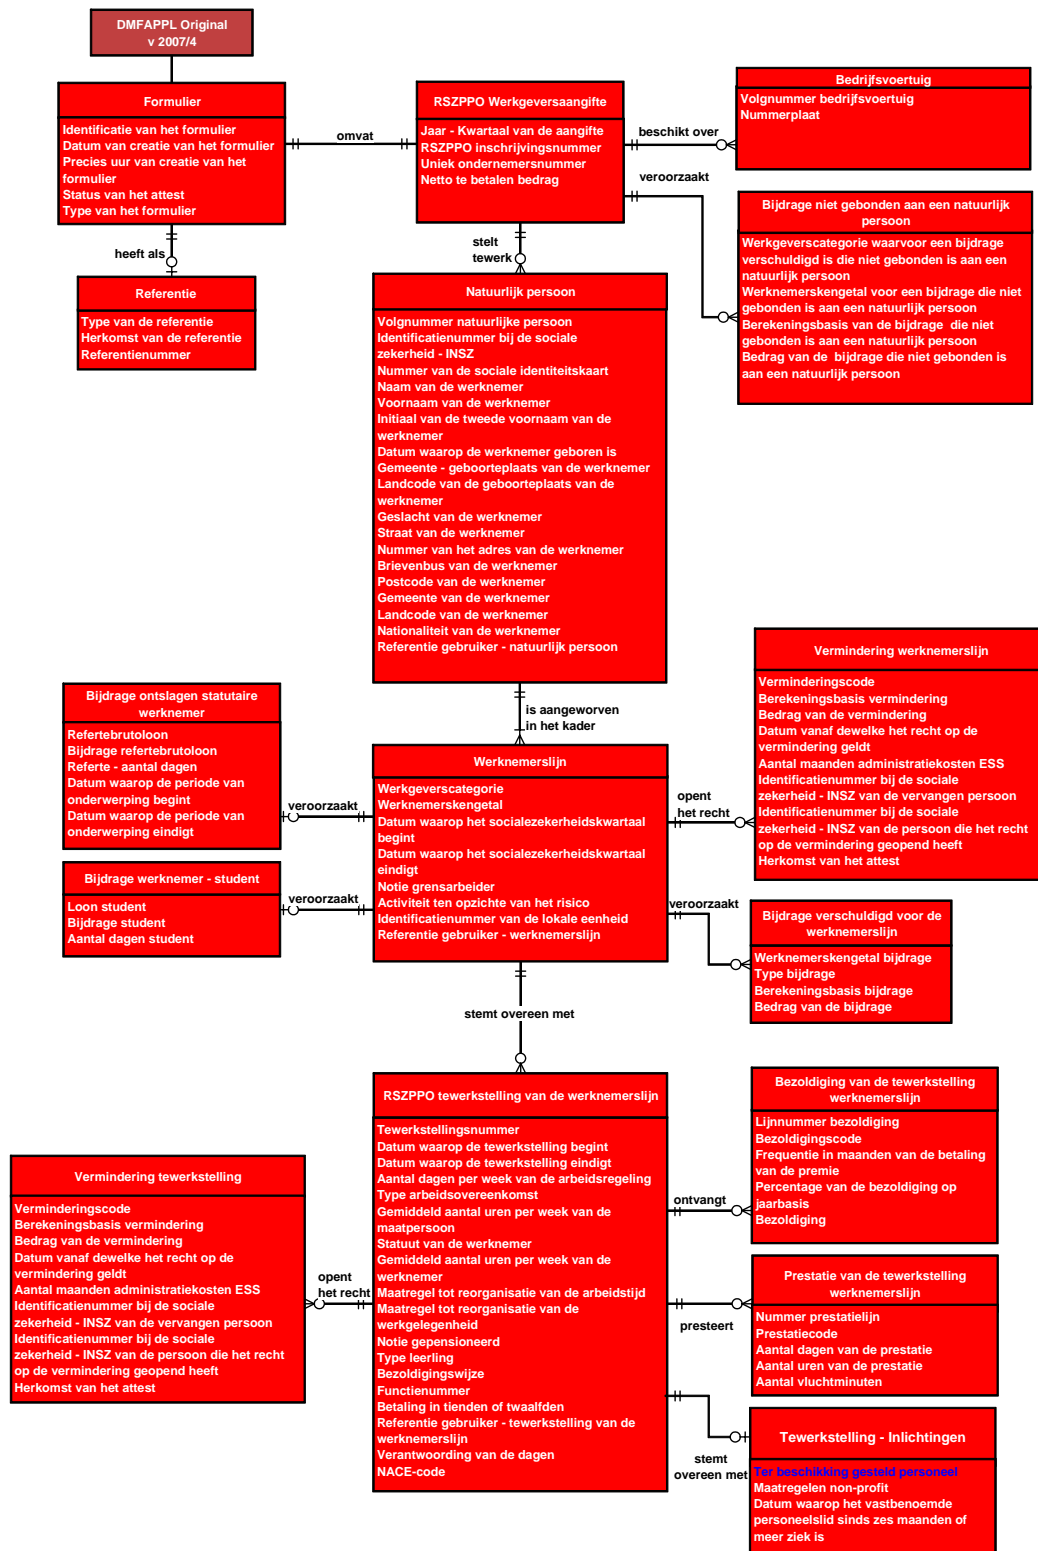 DMFAPPL Original
v 2007/4
Formulier
Identificatie van het formulier
Datum van creatie van het formulier
Precies uur van creatie van het
formulier
Status van het attest
Type van het formulier
omvat
RSZPPO Werkgeversaangifte
Jaar - Kwartaal van de aangifte
RSZPPO inschrijvingsnummer
Uniek ondernemersnummer
Netto te betalen bedrag
beschikt over
Bedrijfsvoertuig
Volgnummer bedrijfsvoertuig
Nummerplaat
veroorzaakt
Bijdrage niet gebonden aan een natuurlijk
persoon
Werkgeverscategorie waarvoor een bijdrage
verschuldigd is die niet gebonden is aan een
natuurlijk persoon
Werknemerskengetal voor een bijdrage die niet
gebonden is aan een natuurlijk persoon
Berekeningsbasis van de bijdrage  die niet
gebonden is aan een natuurlijk persoon
Bedrag van de  bijdrage die niet gebonden is
aan een natuurlijk persoon
heeft als
Referentie
Type van de referentie
Herkomst van de referentie
Referentienummer
stelt
tewerk
Natuurlijk persoon
Volgnummer natuurlijke persoon
Identificatienummer bij de sociale
zekerheid - INSZ
Nummer van de sociale identiteitskaart
Naam van de werknemer
Voornaam van de werknemer
Initiaal van de tweede voornaam van de
werknemer
Datum waarop de werknemer geboren is
Gemeente - geboorteplaats van de werknemer
Landcode van de geboorteplaats van de
werknemer
Geslacht van de werknemer
Straat van de werknemer
Nummer van het adres van de werknemer
Brievenbus van de werknemer
Postcode van de werknemer
Gemeente van de werknemer
Landcode van de werknemer
Nationaliteit van de werknemer
Referentie gebruiker - natuurlijk persoon
is aangeworven
in het kader
Bijdrage ontslagen statutaire
werknemer
Refertebrutoloon
Bijdrage refertebrutoloon
Referte - aantal dagen
Datum waarop de periode van
onderwerping begint
Datum waarop de periode van
onderwerping eindigt
veroorzaakt
Bijdrage werknemer - student
Loon student
Bijdrage student
Aantal dagen student
veroorzaakt
Werknemerslijn
Werkgeverscategorie
Werknemerskengetal
Datum waarop het socialezekerheidskwartaal
begint
Datum waarop het socialezekerheidskwartaal
eindigt
Notie grensarbeider
Activiteit ten opzichte van het risico
Identificatienummer van de lokale eenheid
Referentie gebruiker - werknemerslijn
opent
het recht
Vermindering werknemerslijn
Verminderingscode
Berekeningsbasis vermindering
Bedrag van de vermindering
Datum vanaf dewelke het recht op de
vermindering geldt
Aantal maanden administratiekosten ESS
Identificatienummer bij de sociale
zekerheid - INSZ van de vervangen persoon
Identificatienummer bij de sociale
zekerheid - INSZ van de persoon die het recht
op de vermindering geopend heeft
Herkomst van het attest
veroorzaakt
Bijdrage verschuldigd voor de
werknemerslijn
Werknemerskengetal bijdrage
Type bijdrage
Berekeningsbasis bijdrage
Bedrag van de bijdrage
stemt overeen met
RSZPPO tewerkstelling van de werknemerslijn
Tewerkstellingsnummer
Datum waarop de tewerkstelling begint
Datum waarop de tewerkstelling eindigt
Aantal dagen per week van de arbeidsregeling
Type arbeidsovereenkomst
Gemiddeld aantal uren per week van de
maatpersoon
Statuut van de werknemer
Gemiddeld aantal uren per week van de
werknemer
Maatregel tot reorganisatie van de arbeidstijd
Maatregel tot reorganisatie van de
werkgelegenheid
Notie gepensioneerd
Type leerling
Bezoldigingswijze
Functienummer
Betaling in tienden of twaalfden
Referentie gebruiker - tewerkstelling van de
werknemerslijn
Verantwoording van de dagen
NACE-code
opent
het recht
Vermindering tewerkstelling
Verminderingscode
Berekeningsbasis vermindering
Bedrag van de vermindering
Datum vanaf dewelke het recht op de
vermindering geldt
Aantal maanden administratiekosten ESS
Identificatienummer bij de sociale
zekerheid - INSZ van de vervangen persoon
Identificatienummer bij de sociale
zekerheid - INSZ van de persoon die het recht
op de vermindering geopend heeft
Herkomst van het attest
ontvangt
Bezoldiging van de tewerkstelling
werknemerslijn
Lijnnummer bezoldiging
Bezoldigingscode
Frequentie in maanden van de betaling
van de premie
Percentage van de bezoldiging op
jaarbasis
Bezoldiging
presteert
Prestatie van de tewerkstelling
werknemerslijn
Nummer prestatielijn
Prestatiecode
Aantal dagen van de prestatie
Aantal uren van de prestatie
Aantal vluchtminuten
stemt
overeen met
Tewerkstelling - Inlichtingen
Ter beschikking gesteld personeel
Maatregelen non-profit
Datum waarop het vastbenoemde
personeelslid sinds zes maanden of
meer ziek is